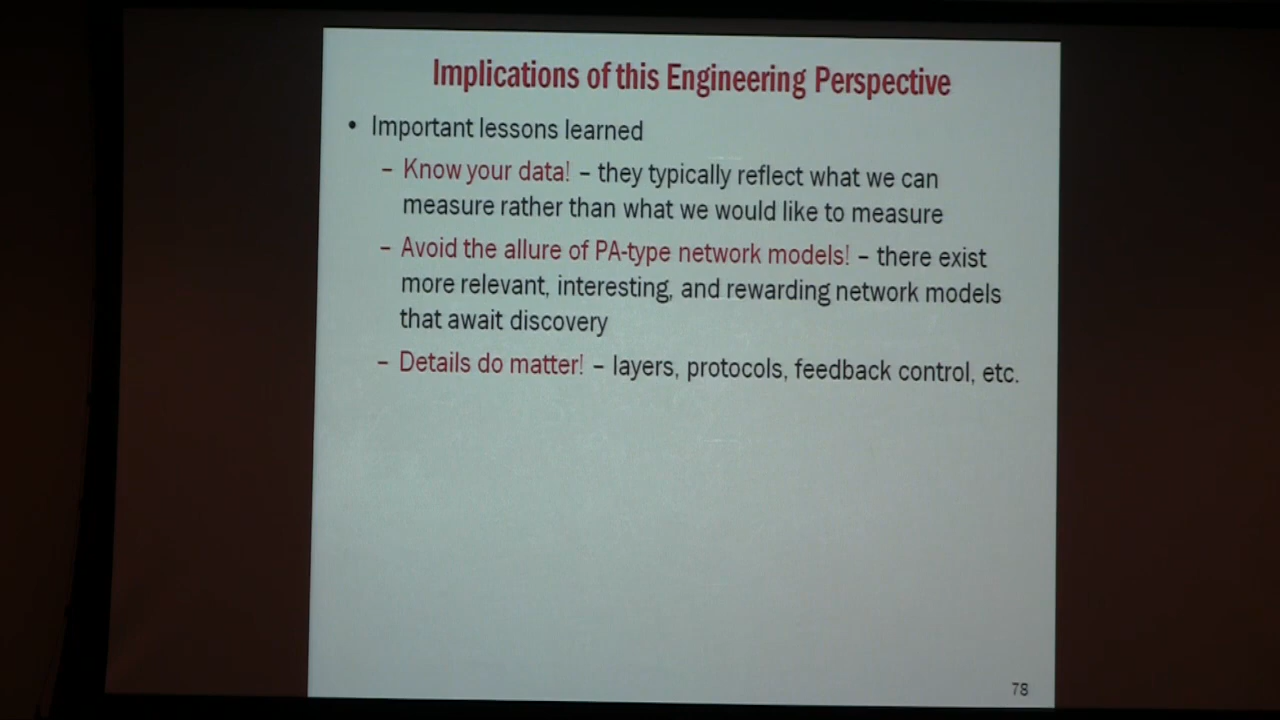 Implications of this Engineering Perspective
• Important lessons learned
– Know your data! – they typically reflect what we can
measure rather than what we would like to measure
– Avoid the allure of PA-type network models! – there exist
more relevant, interesting, and rewarding network models
that await discovery
– Details do matter! – layers, protocols, feedback control, etc.
78